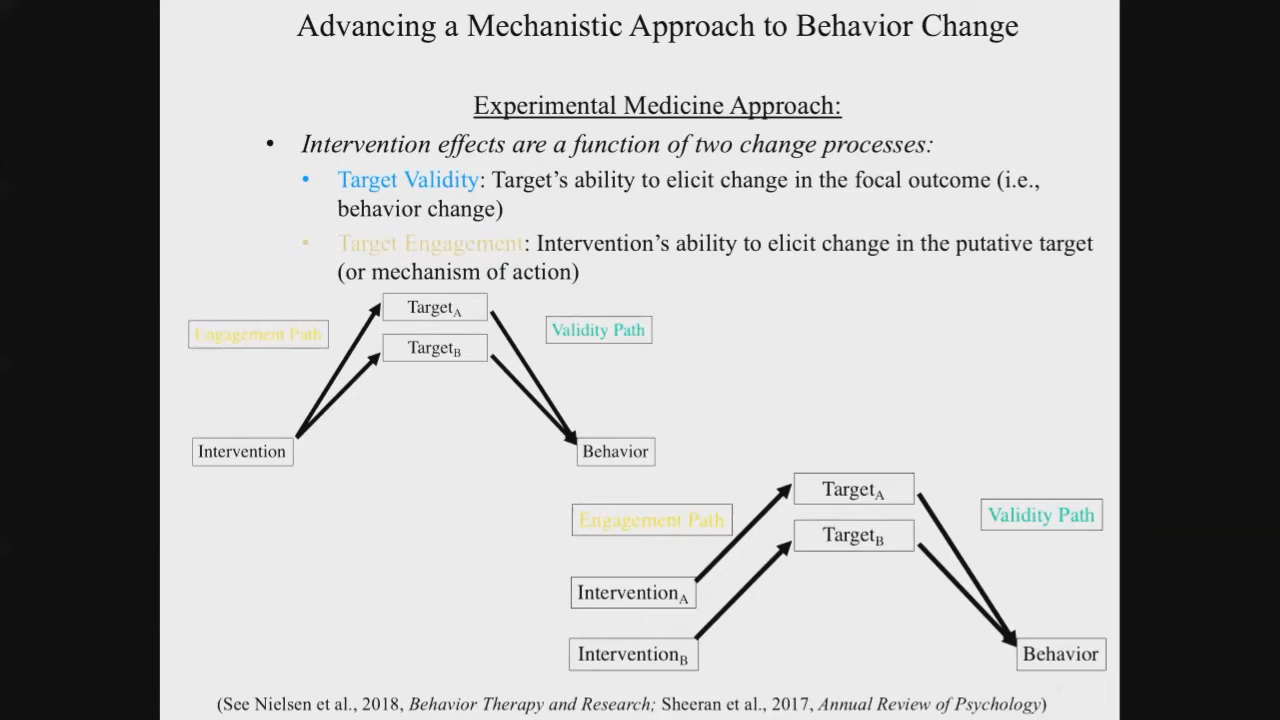 Advancing a Mechanistic Approach to Behavior Change
Experimental Medicine Approach:
• Intervention effects are a function of two change processes:
• Target Validity: Target's ability to elicit change in the focal outcome (i.e.,
behavior change)
• Target Engagement: Intervention's ability to elicit change in the putative target
(or mechanism of action)
TargetA
Engagement Path
Validity Path
TargetB
Intervention
Behavior
TargetA
Engagement Path
Validity Path
TargetB
InterventionA
InterventionB
Behavior
(See Nielsen et al., 2018, Behavior Therapy and Research; Sheeran et al., 2017, Annual Review of Psychology)